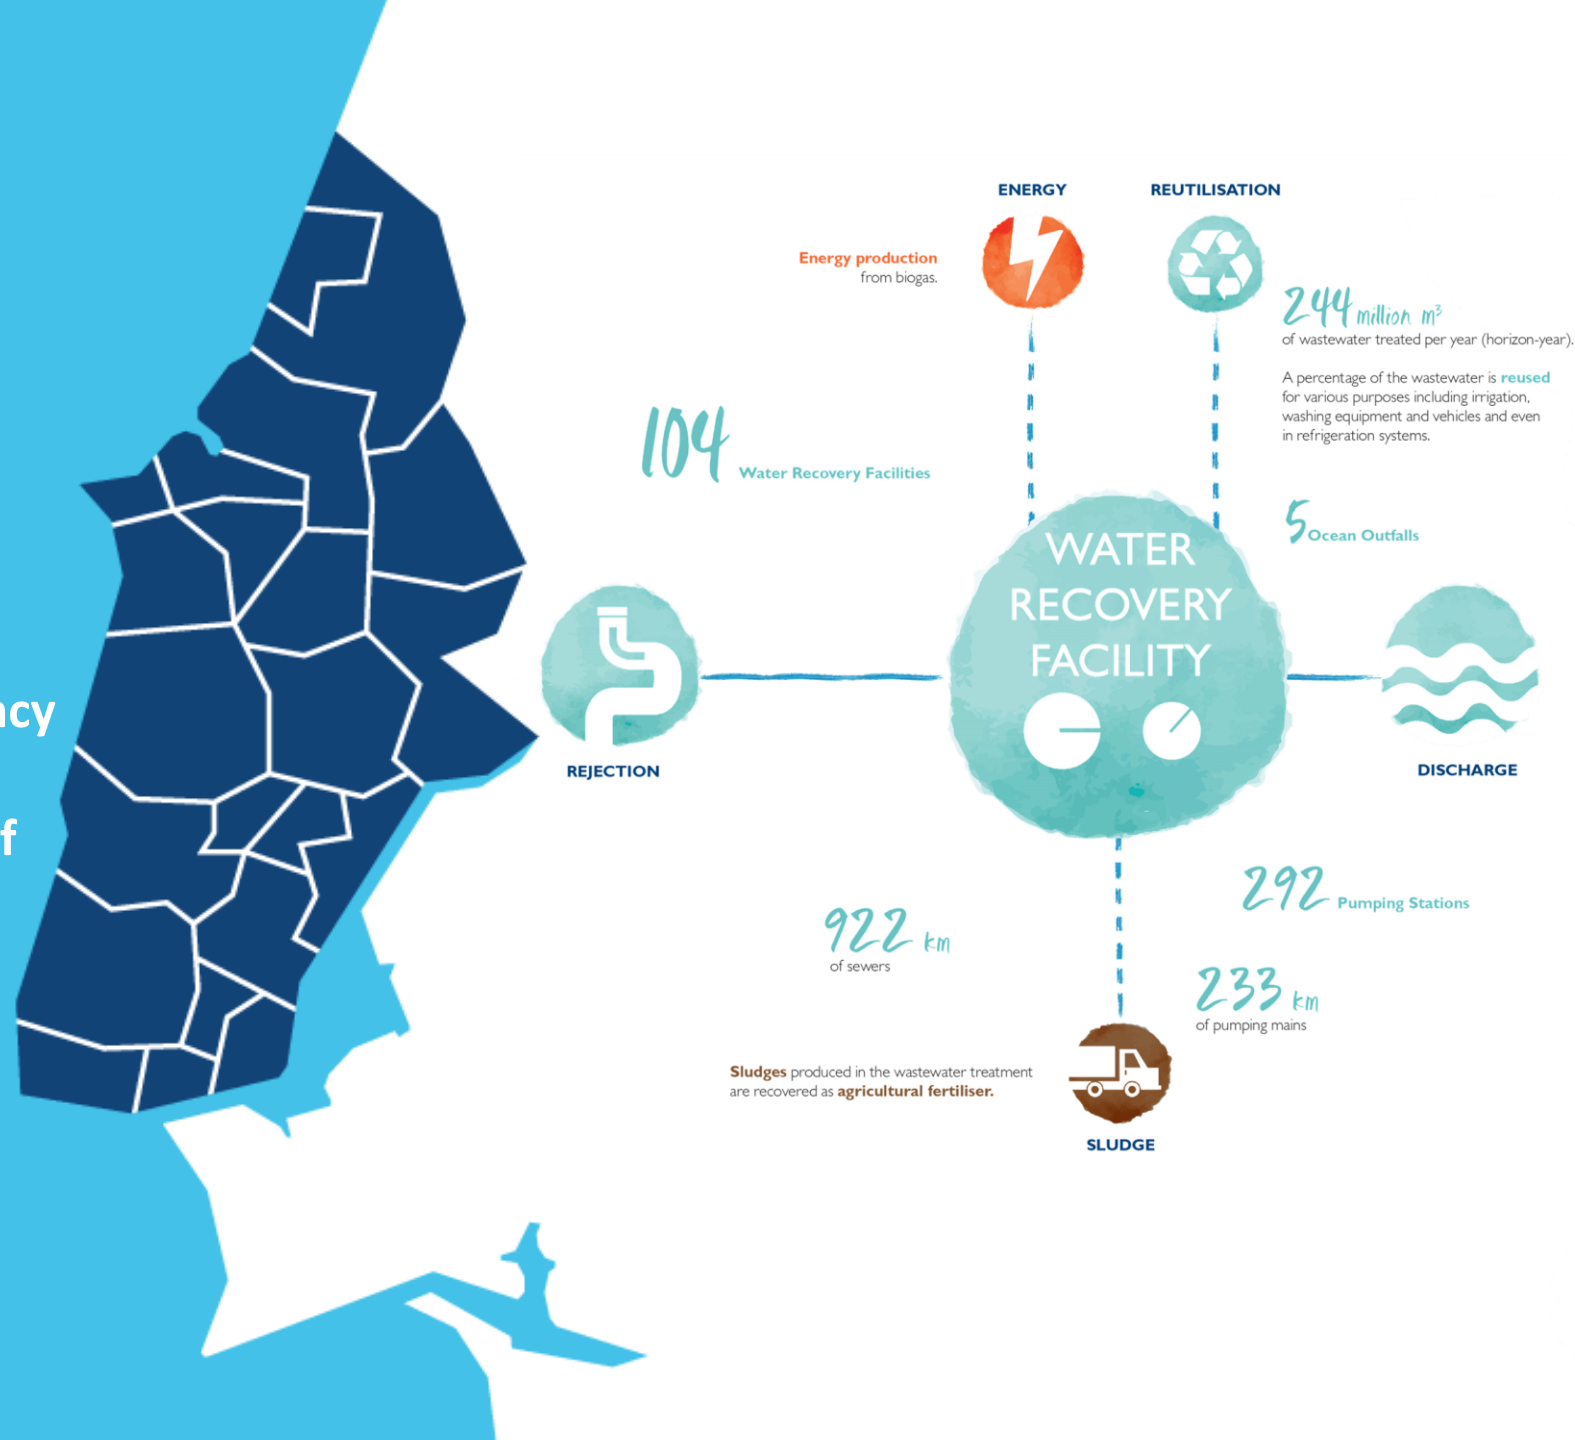 ENERGY
REUTILISATION
Energy production
from biogas.
244 million m³
of wastewater treated per year (horizon-year).
A percentage of the wastewater is reused
for various purposes including irrigation,
washing equipment and vehicles and even
in refrigeration systems.
104 Water Recovery Facilities
5 Ocean Outfalls
WATER
RECOVERY
FACILITY
REJECTION
DISCHARGE
292 Pumping Stations
922 km
of sewers
233 km
of pumping mains
Sludges produced in the wastewater treatment
are recovered as agricultural fertiliser.
SLUDGE